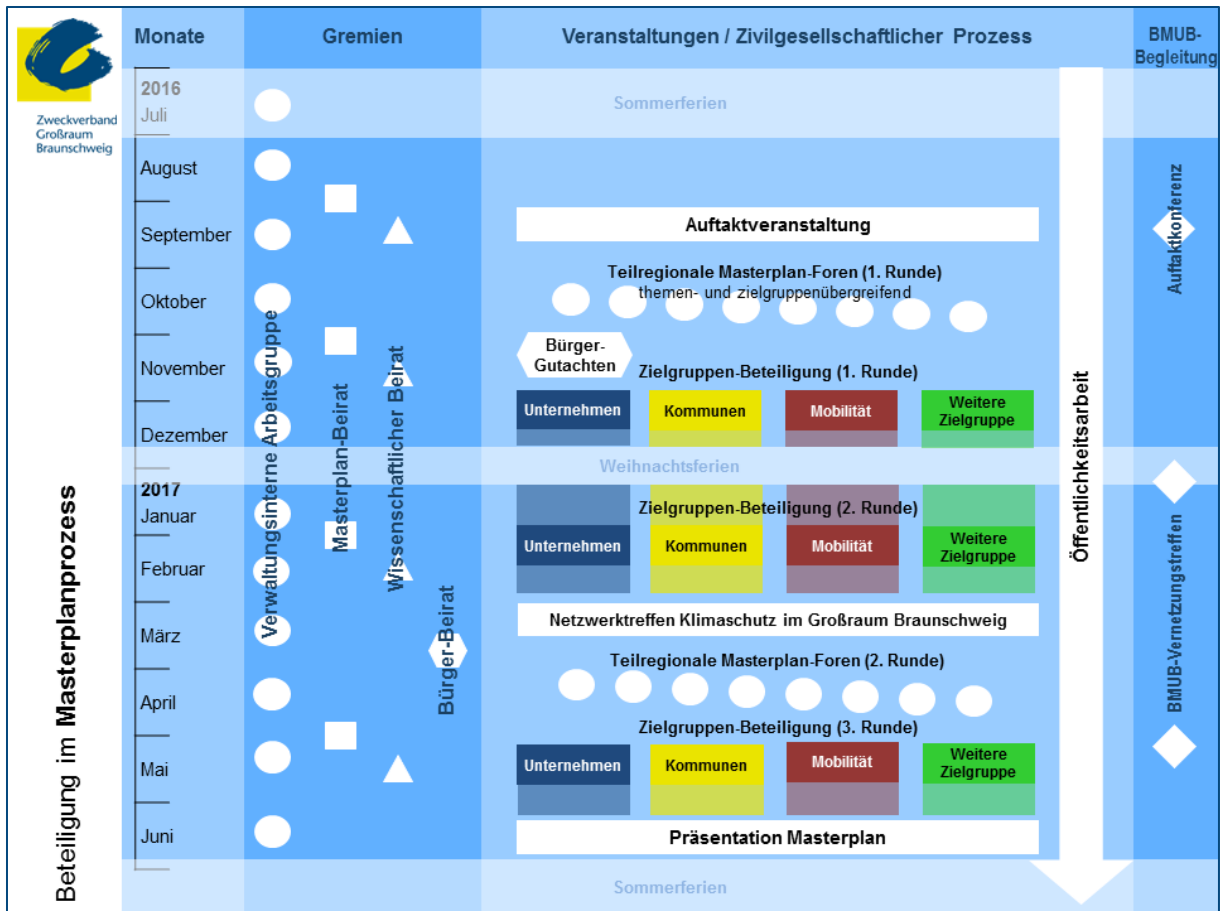 Zweckverband
Großraum
Braunschweig
Beteiligung im Masterplanprozess
Monate
Gremien
Veranstaltungen / Zivilgesellschaftlicher Prozess
BMUB-
Begleitung
2016
Juli
August
September
Oktober
November
Dezember
2017
Januar
Februar
März
April
Mai
Juni
Verwaltungsinterne Arbeitsgruppe
Masterplan-Beirat
Wissenschaftlicher Beirat
Bürger-Beirat
Sommerferien
Auftaktveranstaltung
Teilregionale Masterplan-Foren (1. Runde)
themen- und zielgruppenübergreifend
Bürger-
Gutachten
Zielgruppen-Beteiligung (1. Runde)
Unternehmen
Kommunen
Mobilität
Weitere
Zielgruppe
Weihnachtsferien
Zielgruppen-Beteiligung (2. Runde)
Unternehmen
Kommunen
Mobilität
Weitere
Zielgruppe
Netzwerktreffen Klimaschutz im Großraum Braunschweig
Teilregionale Masterplan-Foren (2. Runde)
Zielgruppen-Beteiligung (3. Runde)
Unternehmen
Kommunen
Mobilität
Weitere
Zielgruppe
Präsentation Masterplan
Sommerferien
Öffentlichkeitsarbeit
Auftaktkonferenz
BMUB-Vernetzungstreffen